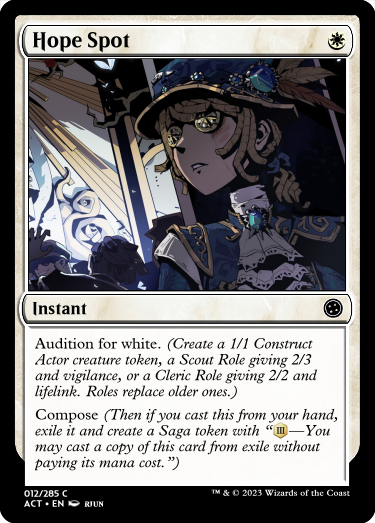 Hope Spot
Instant
Audition for white. (Create a 1/1 Construct
Actor creature token, a Scout Role giving 2/3
and vigilance, or a Cleric Role giving 2/2 and
lifelink. Roles replace older ones.)
Compose (Then if you cast this from your hand,
exile it and create a Saga token with “III—You
may cast a copy of this card from exile without
paying its mana cost.”)
012/285 C
ACT • EN RJUN
™ & © 2023 Wizards of the Coast